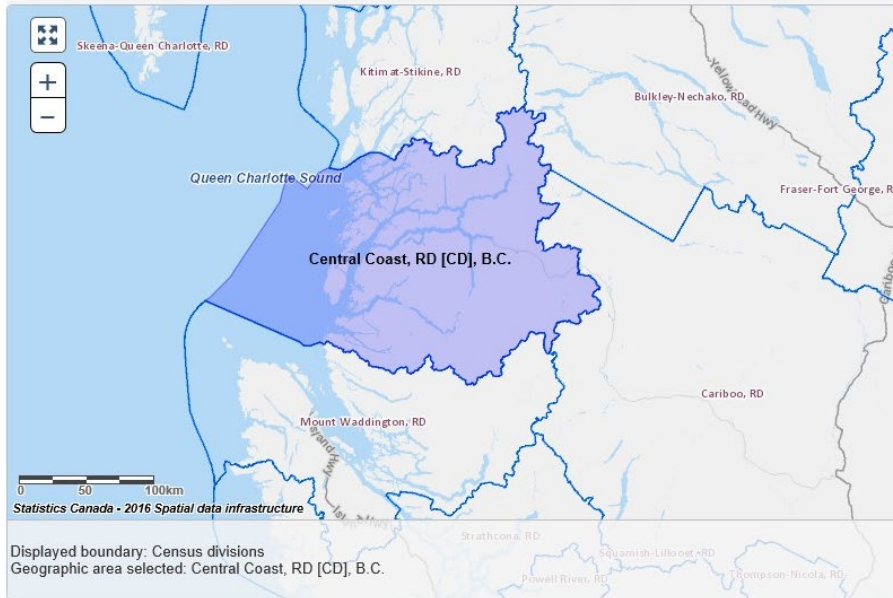 Skeena-Queen Charlotte, RD
Kitimat-Stikine, RD
Yellowhead Hwy
Bulkley-Nechako, RD
+
−
Queen Charlotte Sound
Fraser-Fort George, R
Central Coast, RD [CD], B.C.
Cariboo
Cariboo, RD
Mount Waddington, RD
Hwy
0 50 100km
Statistics Canada - 2016 Spatial data infrastructure
Strathcona, RD
Squamish-Lillooet, RD
Displayed boundary: Census divisions
Geographic area selected: Central Coast, RD [CD], B.C.
Powell River, RD
Thompson-Nicola, RD